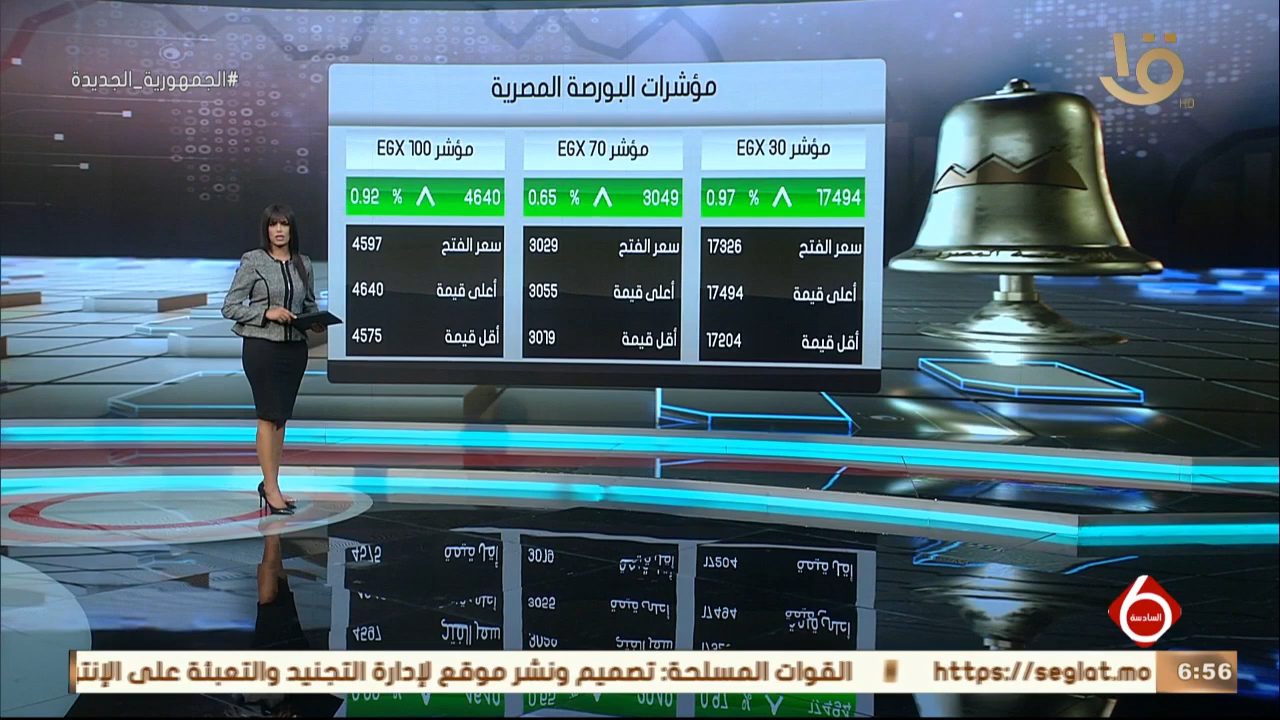 #الجمهورية_الجديدة
HD
مؤشرات البورصة المصرية
مؤشر EGX 30
17494 % 0.97
سعر الفتح 17326
أعلى قيمة 17494
أقل قيمة 17204
مؤشر EGX 70
3049 % 0.65
سعر الفتح 3029
أعلى قيمة 3055
أقل قيمة 3019
مؤشر EGX 100
4640 % 0.92
سعر الفتح 4597
أعلى قيمة 4640
أقل قيمة 4575
السادسة
6:56
https://seglat.mo
القوات المسلحة: تصميم ونشر موقع لإدارة التجنيد والتعبئة على